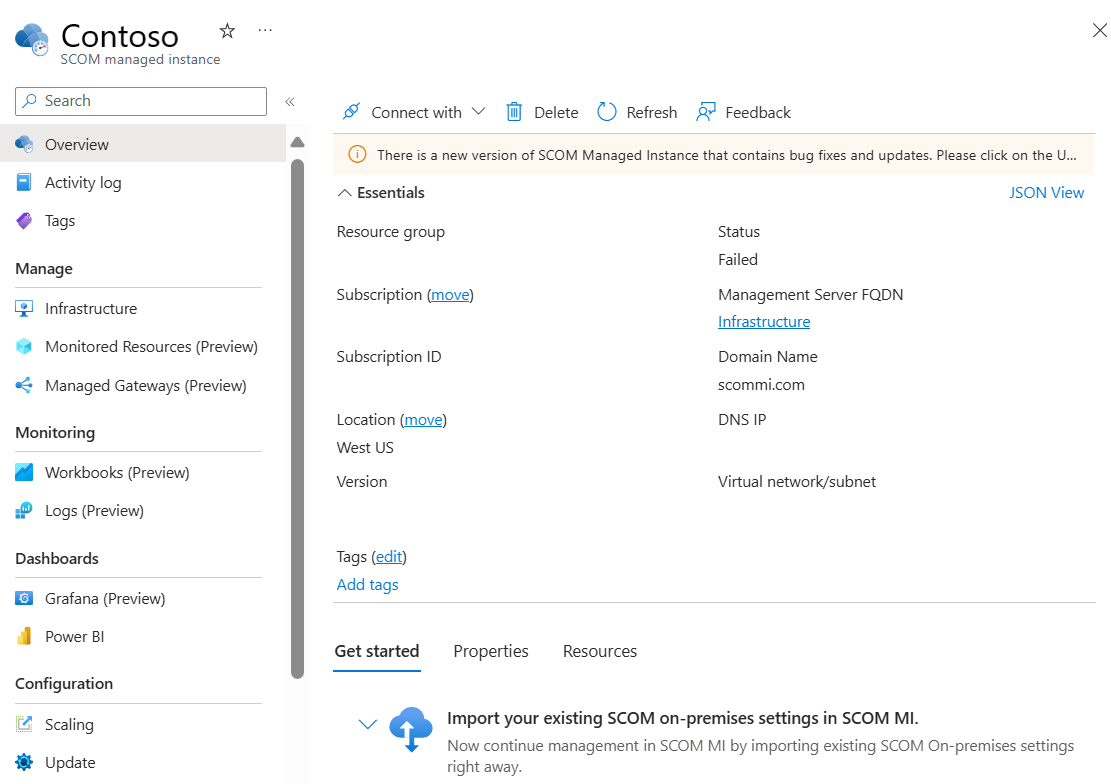 Contoso
SCOM managed instance
Search
Overview
Activity log
Tags
Manage
Infrastructure
Monitored Resources (Preview)
Managed Gateways (Preview)
Monitoring
Workbooks (Preview)
Logs (Preview)
Dashboards
Grafana (Preview)
Power BI
Configuration
Scaling
Update
Connect with
Delete
Refresh
Feedback
There is a new version of SCOM Managed Instance that contains bug fixes and updates. Please click on the U...
Essentials
JSON View
Resource group
Status
Failed
Subscription (move)
Management Server FQDN
Infrastructure
Subscription ID
Domain Name
scommi.com
Location (move)
DNS IP
West US
Version
Virtual network/subnet
Tags (edit)
Add tags
Get started
Properties
Resources
Import your existing SCOM on-premises settings in SCOM MI.
Now continue management in SCOM MI by importing existing SCOM On-premises settings
right away.